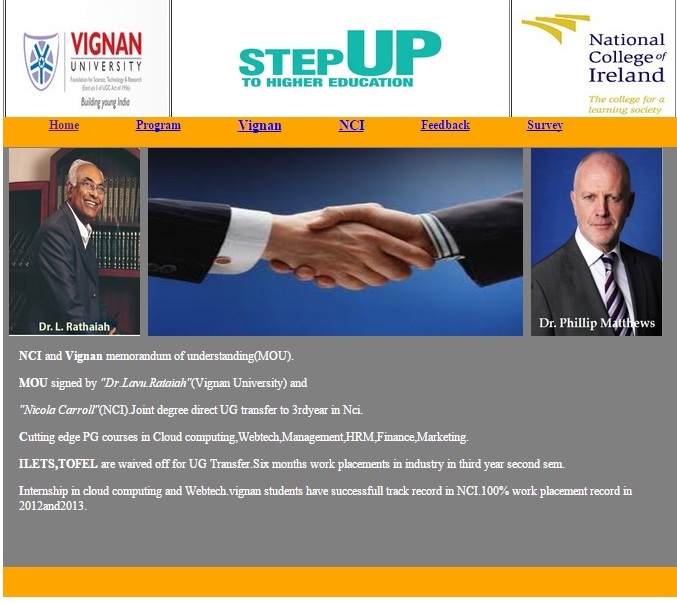 VIGNAN
UNIVERSITY
Foundation for Science, Technology & Research
(Estd u/s 3 of UGC Act of 1956)
Building young India
STEP UP
TO HIGHER EDUCATION
National
College of
Ireland
The college for a
learning society
Home Program Vignan NCI Feedback Survey
Dr. L. Rathaiah
Dr. Phillip Matthews
NCI and Vignan memorandum of understanding(MOU).
MOU signed by "Dr.Lavu.Rataiah"(Vignan University) and
"Nicola Carroll"(NCI).Joint degree direct UG transfer to 3rdyear in Nci.
Cutting edge PG courses in Cloud computing,Webtech,Management,HRM,Finance,Marketing.
ILETS,TOFEL are waived off for UG Transfer.Six months work placements in industry in third year second sem.
Internship in cloud computing and Webtech.vignan students have successfull track record in NCI.100% work placement record in
2012and2013.